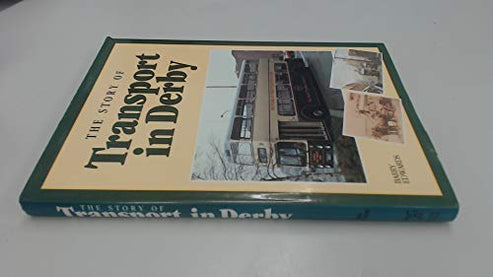 THE STORY OF
Transport
in Derby
BARRY
EDWARDS
THE STORY OF
Transport in Derby